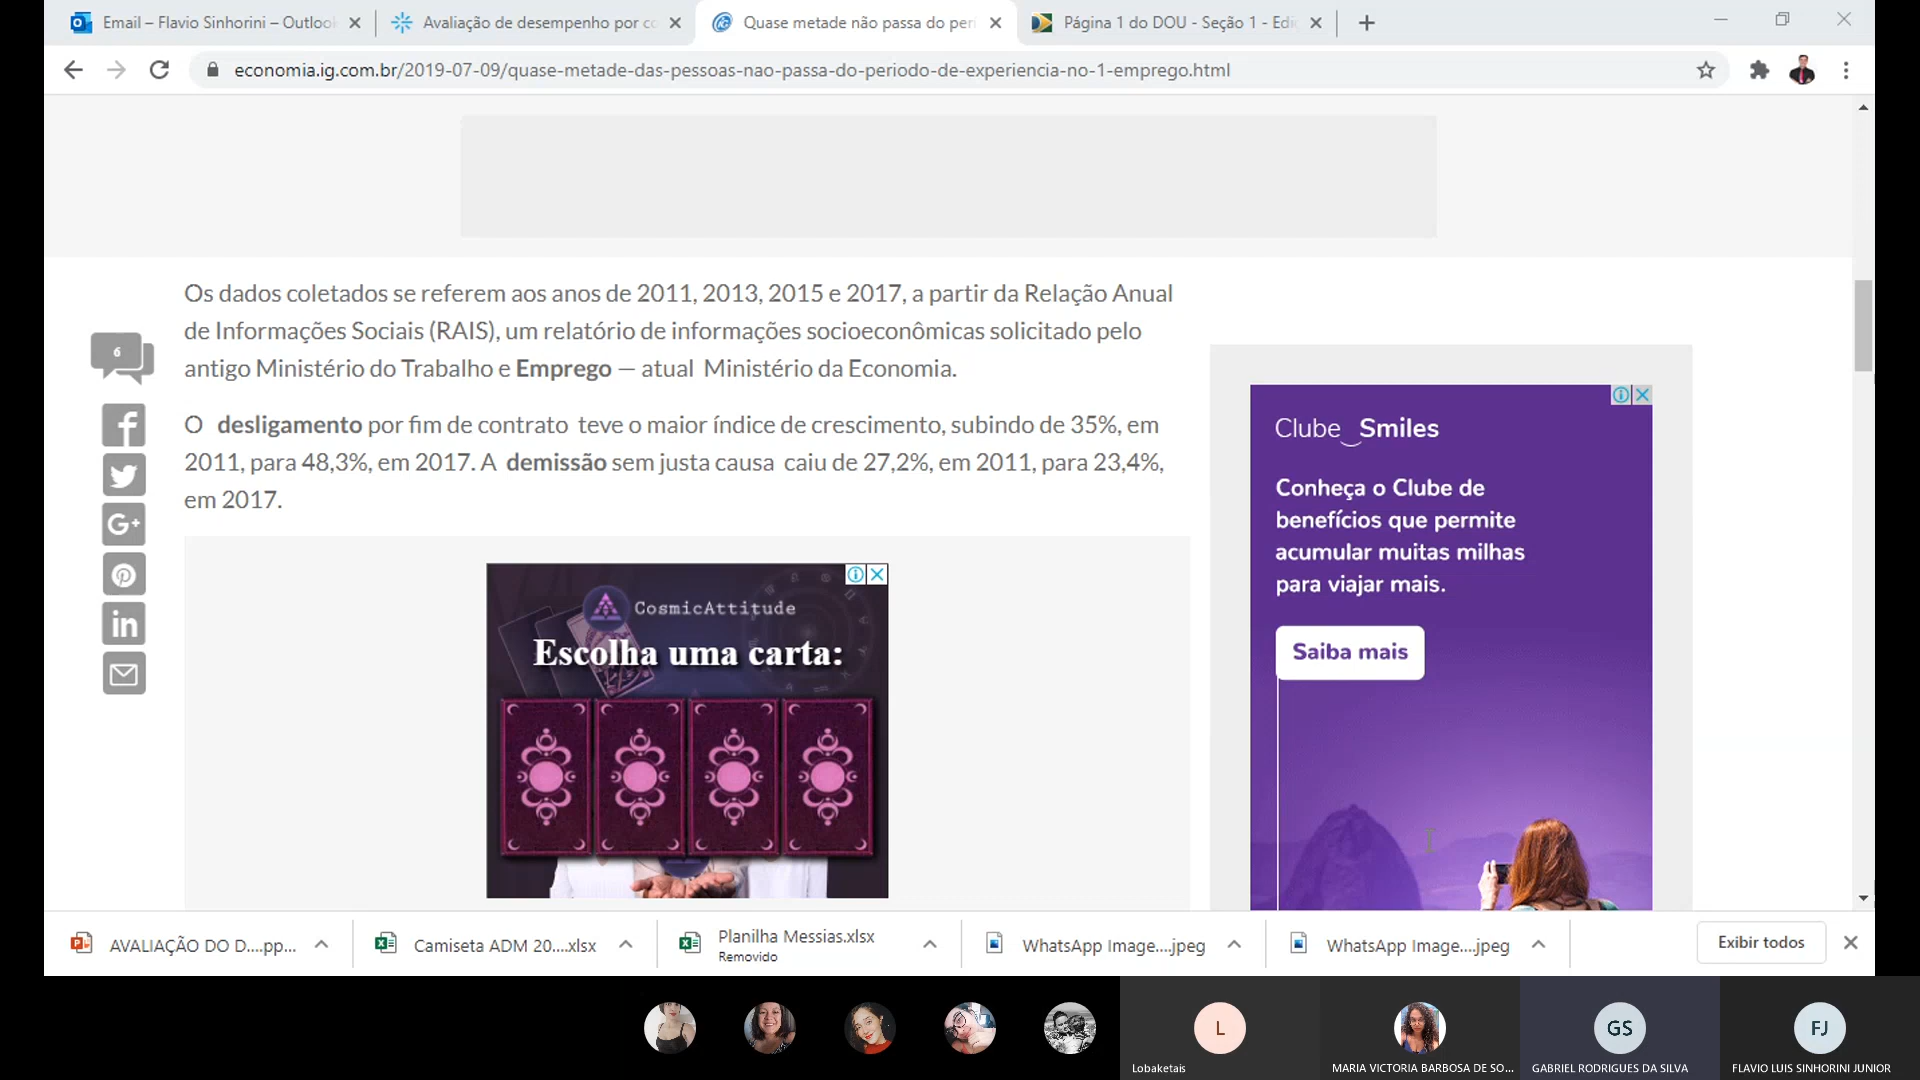 Email – Flavio Sinhorini – Outlook
Avaliação de desempenho por co
Quase metade não passa do peri
Página 1 do DOU - Seção 1 - Edi
economia.ig.com.br/2019-07-09/quase-metade-das-pessoas-nao-passa-do-periodo-de-experiencia-no-1-emprego.html
Os dados coletados se referem aos anos de 2011, 2013, 2015 e 2017, a partir da Relação Anual
de Informações Sociais (RAIS), um relatório de informações socioeconômicas solicitado pelo
antigo Ministério do Trabalho e Emprego — atual Ministério da Economia.
6
O desligamento por fim de contrato teve o maior índice de crescimento, subindo de 35%, em
2011, para 48,3%, em 2017. A demissão sem justa causa caiu de 27,2%, em 2011, para 23,4%,
em 2017.
CosmicAttitude
Escolha uma carta:
Clube Smiles
Conheça o Clube de
benefícios que permite
acumular muitas milhas
para viajar mais.
Saiba mais
AVALIAÇÃO DO D....pp...
Camiseta ADM 20....xlsx
Planilha Messias.xlsx
Removido
WhatsApp Image....jpeg
WhatsApp Image....jpeg
Exibir todos
L
Lobaketais
MARIA VICTORIA BARBOSA DE SO...
GS
GABRIEL RODRIGUES DA SILVA
FJ
FLAVIO LUIS SINHORINI JUNIOR